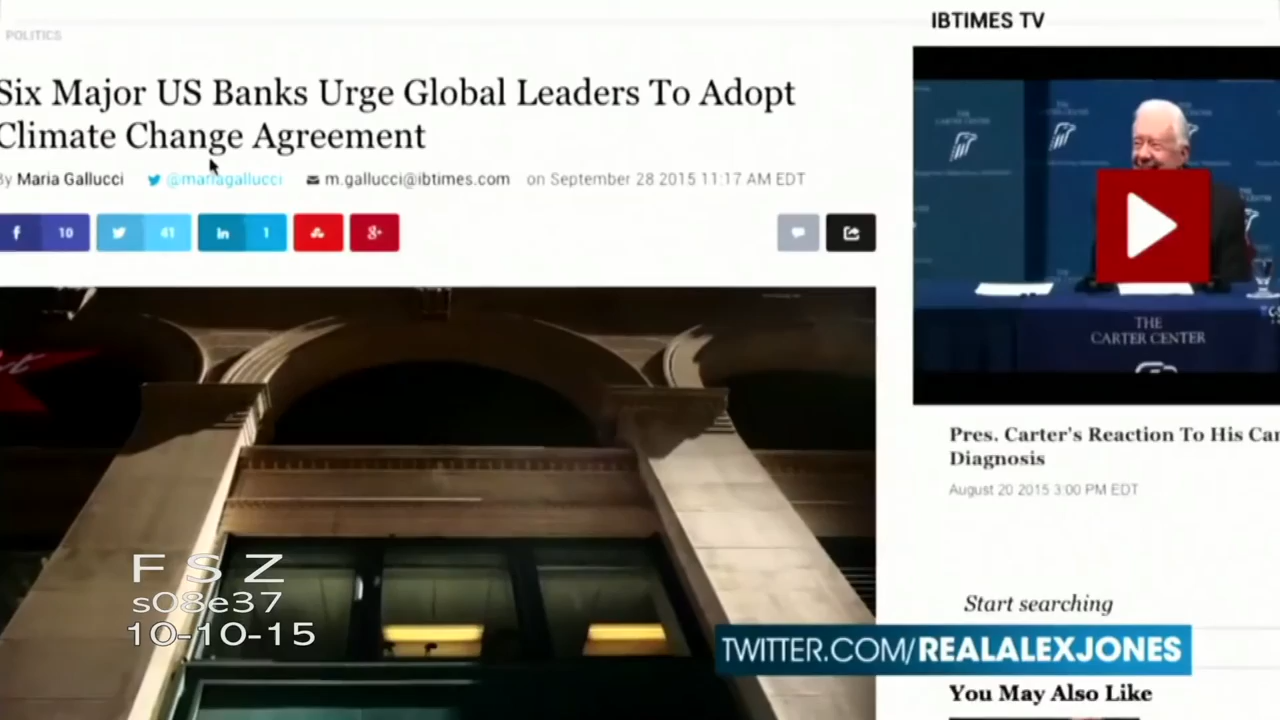 POLITICS
Six Major US Banks Urge Global Leaders To Adopt
Climate Change Agreement
By Maria Gallucci @mariagallucci m.gallucci@ibtimes.com on September 28 2015 11:17 AM EDT
10 41 1
IBTIMES TV
THE CARTER CENTER
THE
CARTER CENTER
Pres. Carter's Reaction To His
Diagnosis
August 20 2015 3:00 PM EDT
Start searching
You May Also Like
F S Z
s08e37
10-10-15
TWITTER.COM/REALALEXJONES